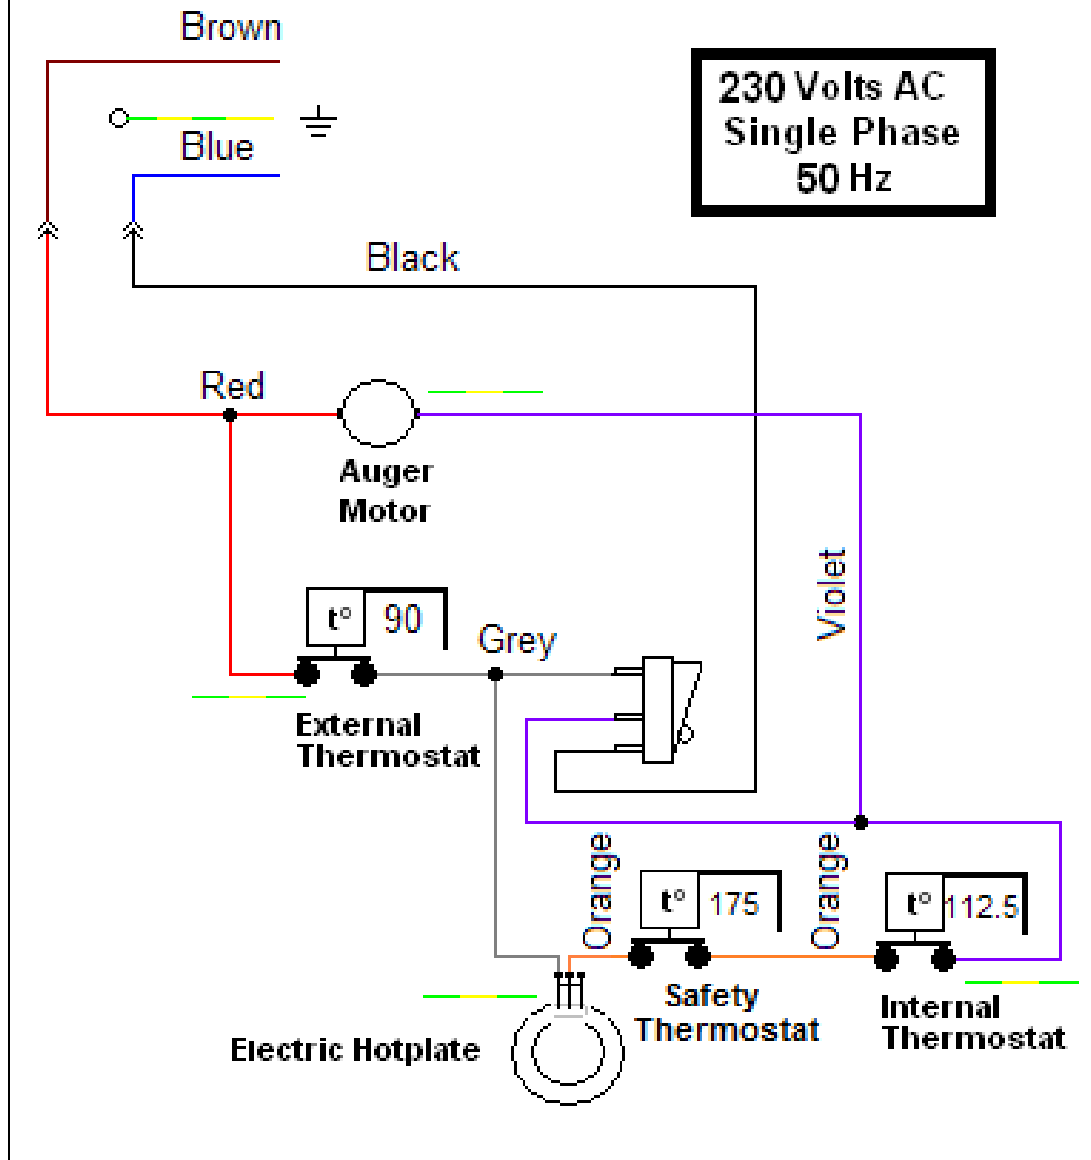 Brown
230 Volts AC
Single Phase
50 Hz
Blue
Black
Red
Auger
Motor
Violet
t° 90
Grey
External
Thermostat
Orange
t° 175
Orange
t° 112.5
Safety
Thermostat
Internal
Thermostat
Electric Hotplate